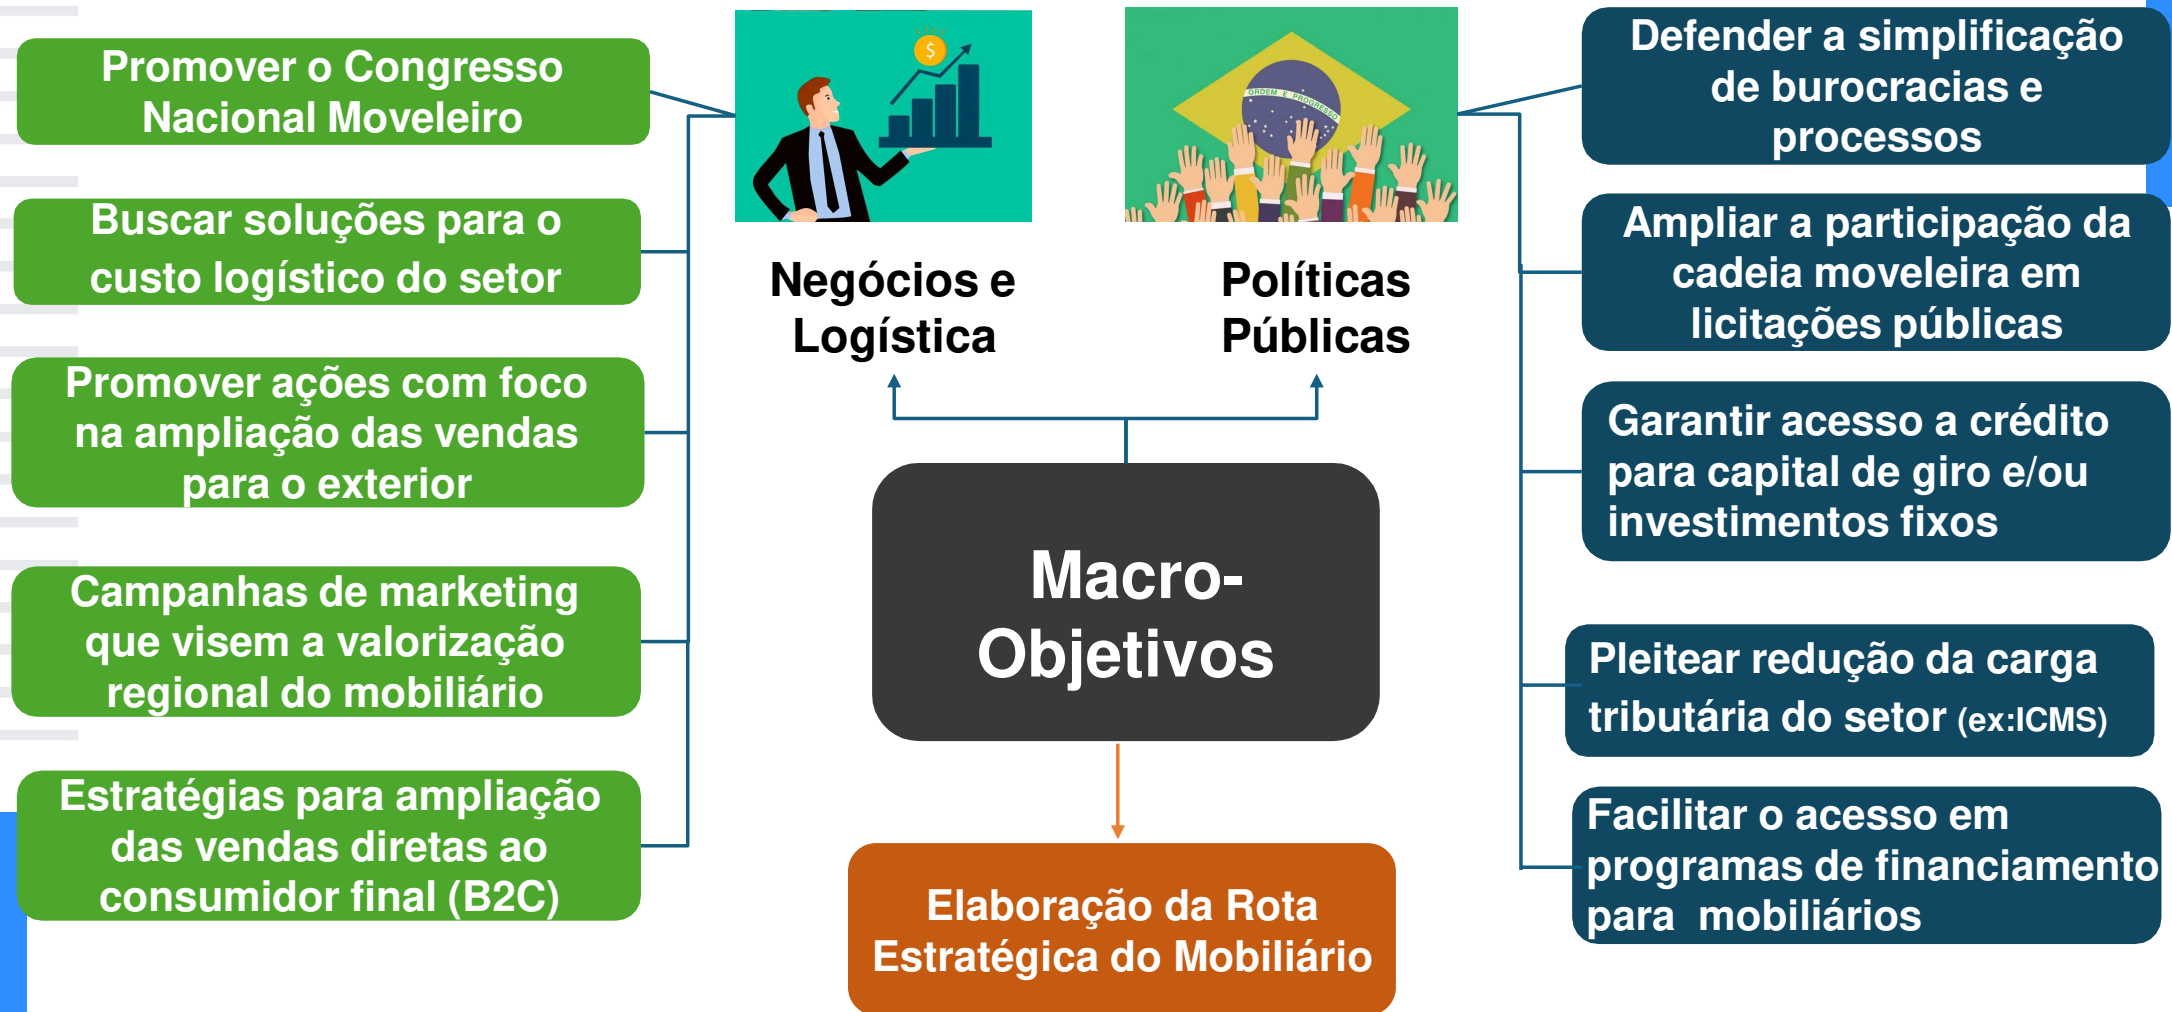 Promover o Congresso
Nacional Moveleiro
Buscar soluções para o
custo logístico do setor
Promover ações com foco
na ampliação das vendas
para o exterior
Campanhas de marketing
que visem a valorização
regional do mobiliário
Estratégias para ampliação
das vendas diretas ao
consumidor final (B2C)
$
Negócios e
Logística
ORDEM E PROGRESSO
Políticas
Públicas
Macro-
Objetivos
Elaboração da Rota
Estratégica do Mobiliário
Defender a simplificação
de burocracias e
processos
Ampliar a participação da
cadeia moveleira em
licitações públicas
Garantir acesso a crédito
para capital de giro e/ou
investimentos fixos
Pleitear redução da carga
tributária do setor (ex:ICMS)
Facilitar o acesso em
programas de financiamento
para  mobiliários